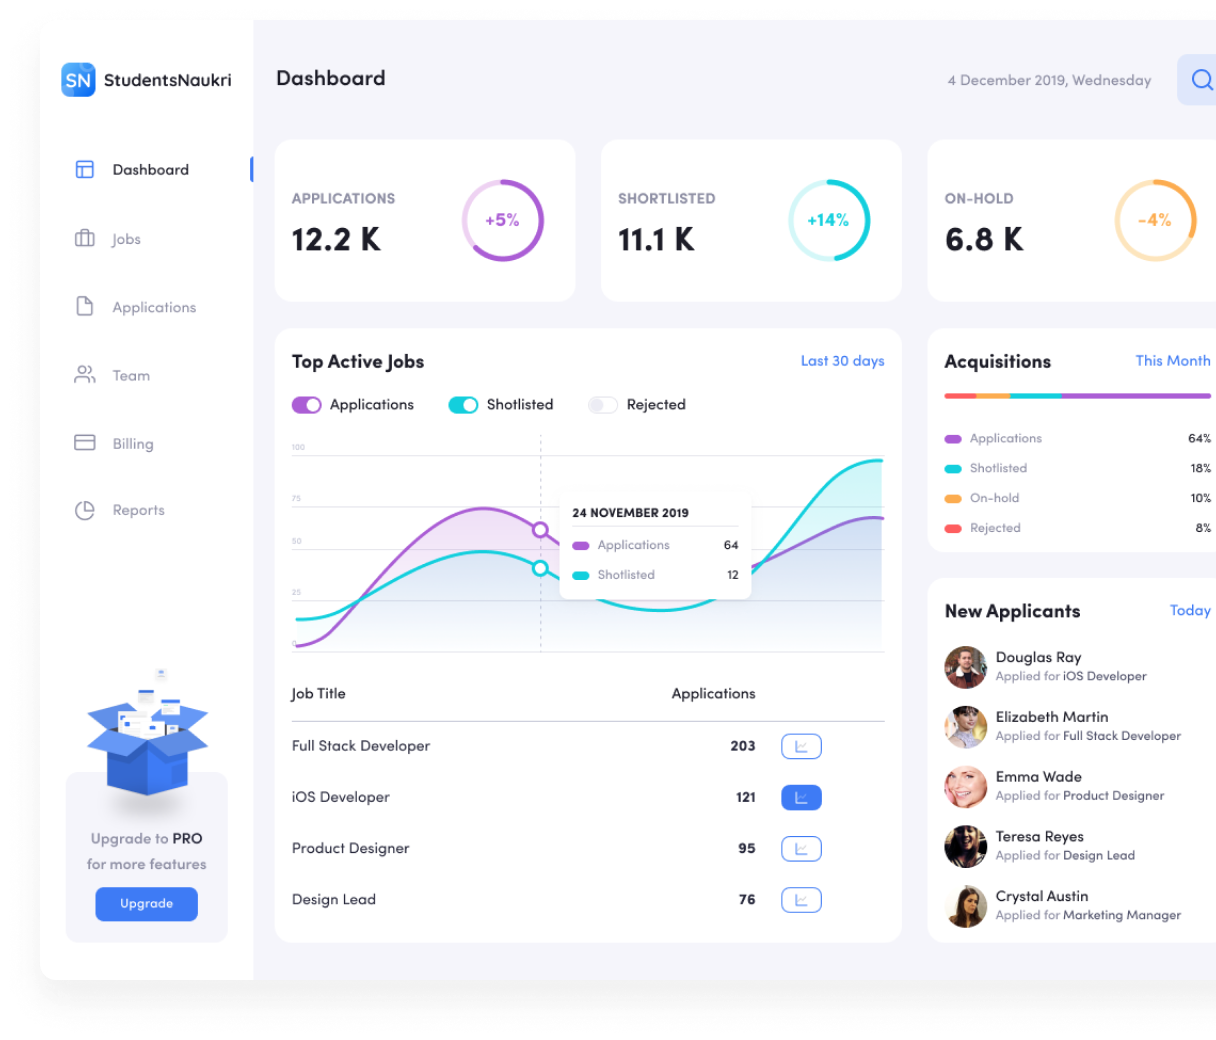 SN StudentsNaukri
Dashboard
Jobs
Applications
Team
Billing
Reports
Upgrade to PRO
for more features
Upgrade
Dashboard
4 December 2019, Wednesday
APPLICATIONS
12.2 K
+5%
SHORTLISTED
11.1 K
+14%
ON-HOLD
6.8 K
-4%
Top Active Jobs
Last 30 days
Applications
Shotlisted
Rejected
100
75
50
25
0
24 NOVEMBER 2019
Applications 64
Shotlisted 12
Job Title Applications
Full Stack Developer 203
iOS Developer 121
Product Designer 95
Design Lead 76
Acquisitions
This Month
Applications 64%
Shotlisted 18%
On-hold 10%
Rejected 8%
New Applicants
Today
Douglas Ray
Applied for iOS Developer
Elizabeth Martin
Applied for Full Stack Developer
Emma Wade
Applied for Product Designer
Teresa Reyes
Applied for Design Lead
Crystal Austin
Applied for Marketing Manager